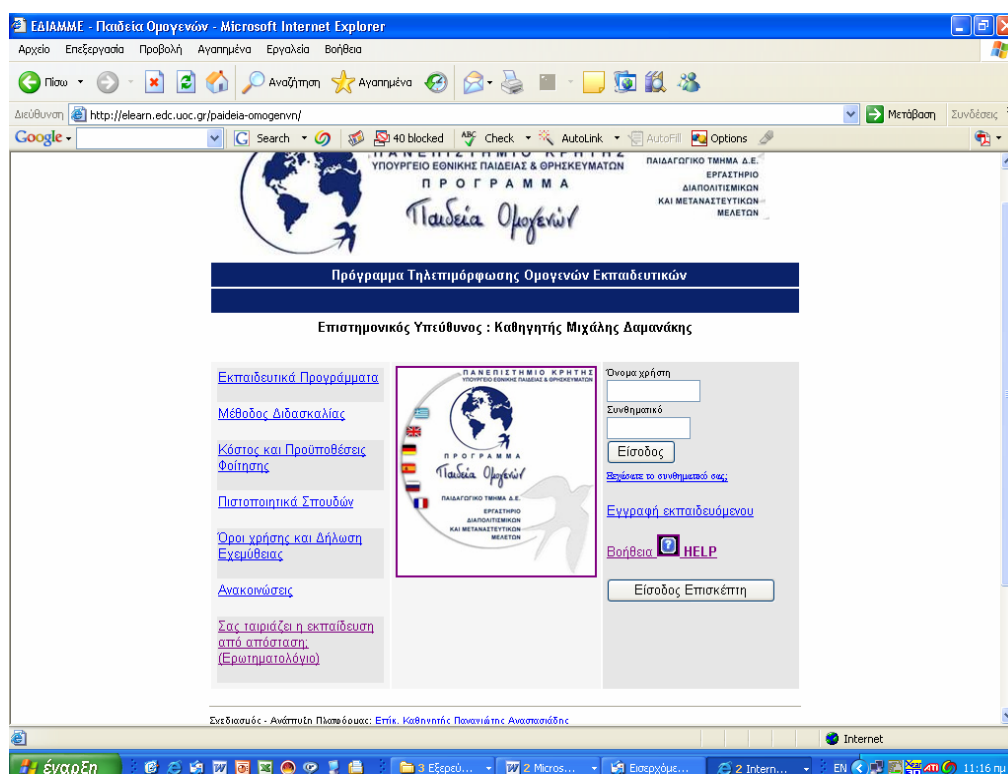 ΕΔΙΑΜΜΕ - Παιδεία Ομογενών - Microsoft Internet Explorer
Αρχείο Επεξεργασία Προβολή Αγαπημένα Εργαλεία Βοήθεια
Πίσω Αναζήτηση Αγαπημένα
Διεύθυνση http://elearn.edc.uoc.gr/paideia-omogenvn/ Μετάβαση Συνδέσεις
Google Search 40 blocked Check AutoLink AutoFill Options
ΠΑΝΕΠΙΣΤΗΜΙΟ ΚΡΗΤΗΣ
ΥΠΟΥΡΓΕΙΟ ΕΘΝΙΚΗΣ ΠΑΙΔΕΙΑΣ & ΘΡΗΣΚΕΥΜΑΤΩΝ
ΠΡΟΓΡΑΜΜΑ
Παιδεία Ομογενών
ΠΑΙΔΑΓΩΓΙΚΟ ΤΜΗΜΑ Δ.Ε.
ΕΡΓΑΣΤΗΡΙΟ
ΔΙΑΠΟΛΙΤΙΣΜΙΚΩΝ
ΚΑΙ ΜΕΤΑΝΑΣΤΕΥΤΙΚΩΝ
ΜΕΛΕΤΩΝ
Πρόγραμμα Τηλεπιμόρφωσης Ομογενών Εκπαιδευτικών
Επιστημονικός Υπεύθυνος : Καθηγητής Μιχάλης Δαμανάκης
Εκπαιδευτικά Προγράμματα
Μέθοδος Διδασκαλίας
Κόστος και Προϋποθέσεις
Φοίτησης
Πιστοποιητικά Σπουδών
Όροι χρήσης και Δήλωση
Εχεμύθειας
Ανακοινώσεις
Σας ταιριάζει η εκπαίδευση
από απόσταση;
(Ερωτηματολόγιο)
ΠΑΝΕΠΙΣΤΗΜΙΟ ΚΡΗΤΗΣ
ΥΠΟΥΡΓΕΙΟ ΕΘΝΙΚΗΣ ΠΑΙΔΕΙΑΣ & ΘΡΗΣΚΕΥΜΑΤΩΝ
ΠΡΟΓΡΑΜΜΑ
Παιδεία Ομογενών
ΠΑΙΔΑΓΩΓΙΚΟ ΤΜΗΜΑ Δ.Ε.
ΕΡΓΑΣΤΗΡΙΟ
ΔΙΑΠΟΛΙΤΙΣΜΙΚΩΝ
ΚΑΙ ΜΕΤΑΝΑΣΤΕΥΤΙΚΩΝ
ΜΕΛΕΤΩΝ
Όνομα χρήστη
Συνθηματικό
Είσοδος
Ξεχάσατε το συνθηματικό σας;
Εγγραφή εκπαιδευόμενου
Βοήθεια HELP
Είσοδος Επισκέπτη
Σχεδιασμός - Ανάπτυξη Πλατφόρμας: Επίκ. Καθηγητής Παναγιώτης Αναστασιάδης
Internet
έναρξη 3 Εξερεύ... 2 Micros... Εισερχόμε... 2 Intern... EN 11:16 πμ